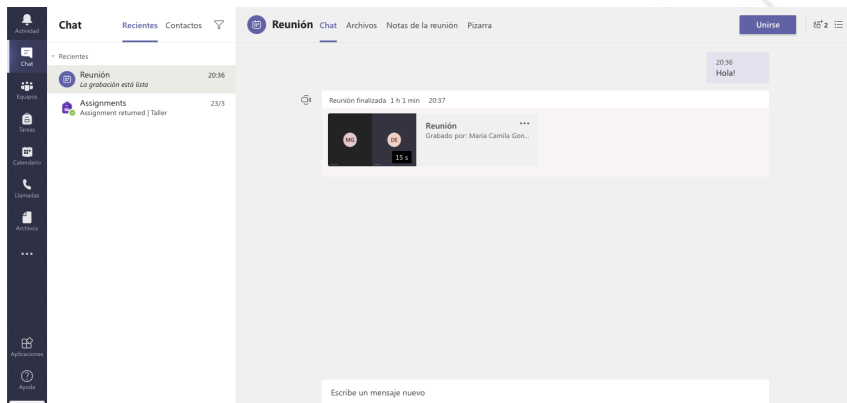 Actividad
Chat
Equipos
Tareas
Calendario
Llamadas
Archivos
Aplicaciones
Ayuda
Chat Recientes Contactos
Recientes
Reunión 20:36
La grabación está lista
Assignments 23/3
Assignment returned | Taller
Reunión Chat Archivos Notas de la reunión Pizarra Unirse 2
20:36
Hola!
Reunión finalizada 1 h 1 min 20:37
MG DE
15 s
Reunión
Grabado por: Maria Camila Gon...
Escribe un mensaje nuevo